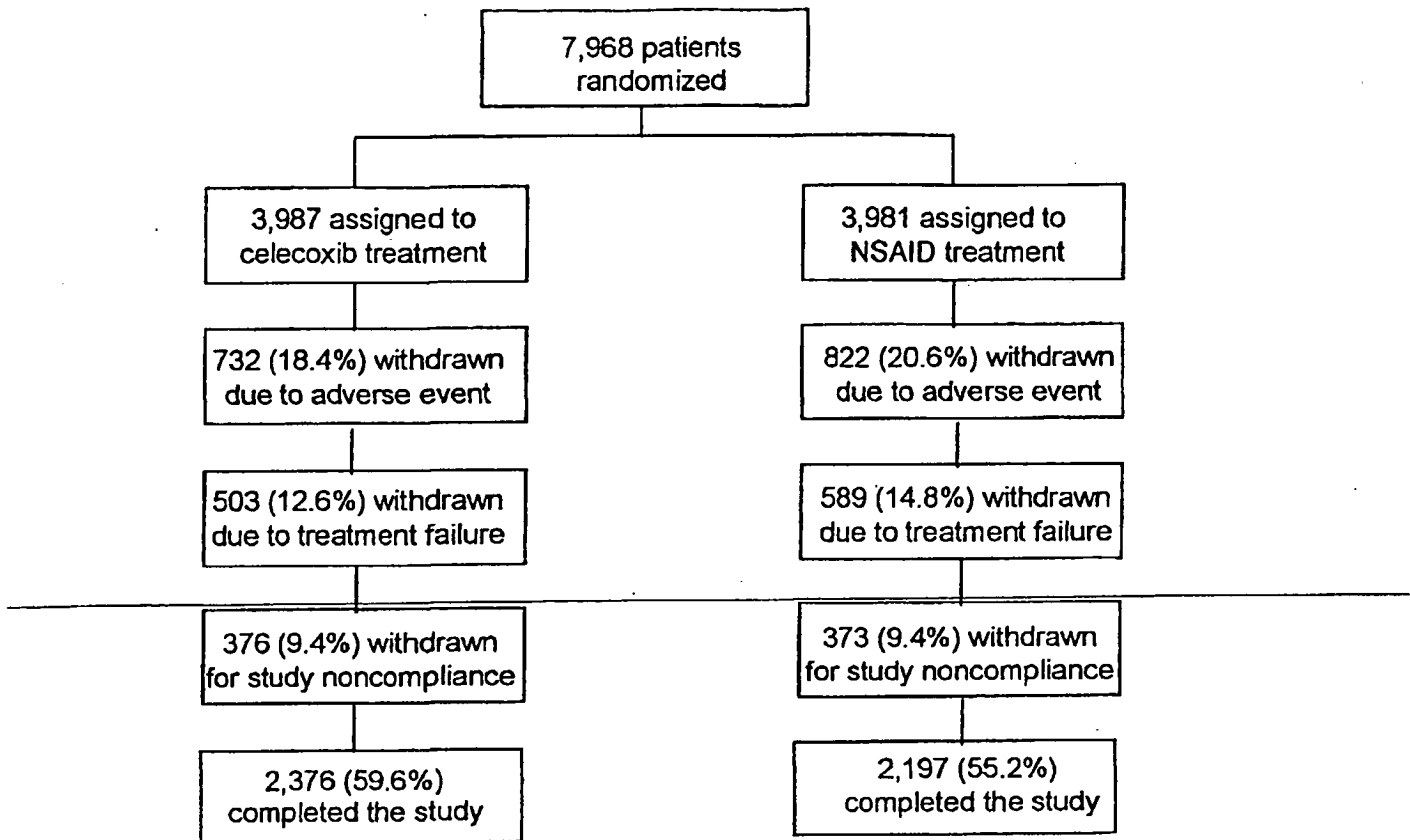 7,968 patients
randomized
3,987 assigned to
celecoxib treatment
3,981 assigned to
NSAID treatment
732 (18.4%) withdrawn
due to adverse event
822 (20.6%) withdrawn
due to adverse event
503 (12.6%) withdrawn
due to treatment failure
589 (14.8%) withdrawn
due to treatment failure
376 (9.4%) withdrawn
for study noncompliance
373 (9.4%) withdrawn
for study noncompliance
2,376 (59.6%)
completed the study
2,197 (55.2%)
completed the study